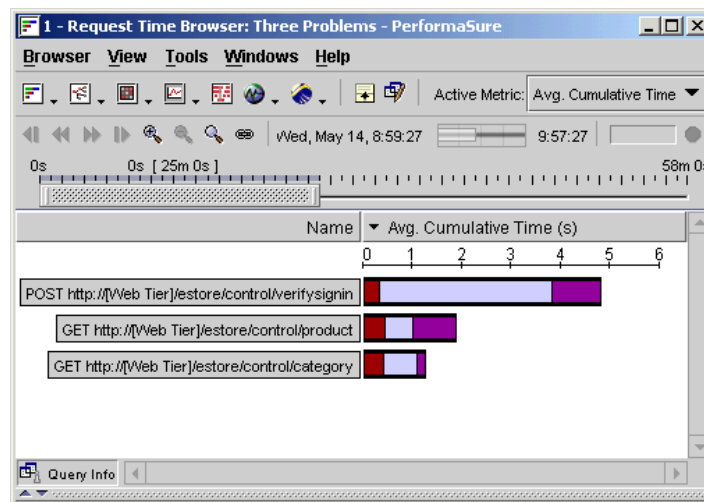 1 - Request Time Browser: Three Problems - PerformaSure
Browser View Tools Windows Help
Active Metric: Avg. Cumulative Time
Wed, May 14, 8:59:27 9:57:27
0s 0s [ 25m 0s ] 58m 0s
Name Avg. Cumulative Time (s)
0 1 2 3 4 5 6
POST http://[Web Tier]/estore/control/verifysignin
GET http://[Web Tier]/estore/control/product
GET http://[Web Tier]/estore/control/category
Query Info